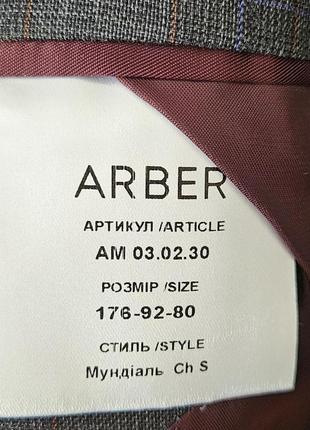 ARBER
АРТИКУЛ /ARTICLE
AM 03.02.30
РОЗМІР /SIZE
176-92-80
СТИЛЬ /STYLE
Мундіаль Ch S